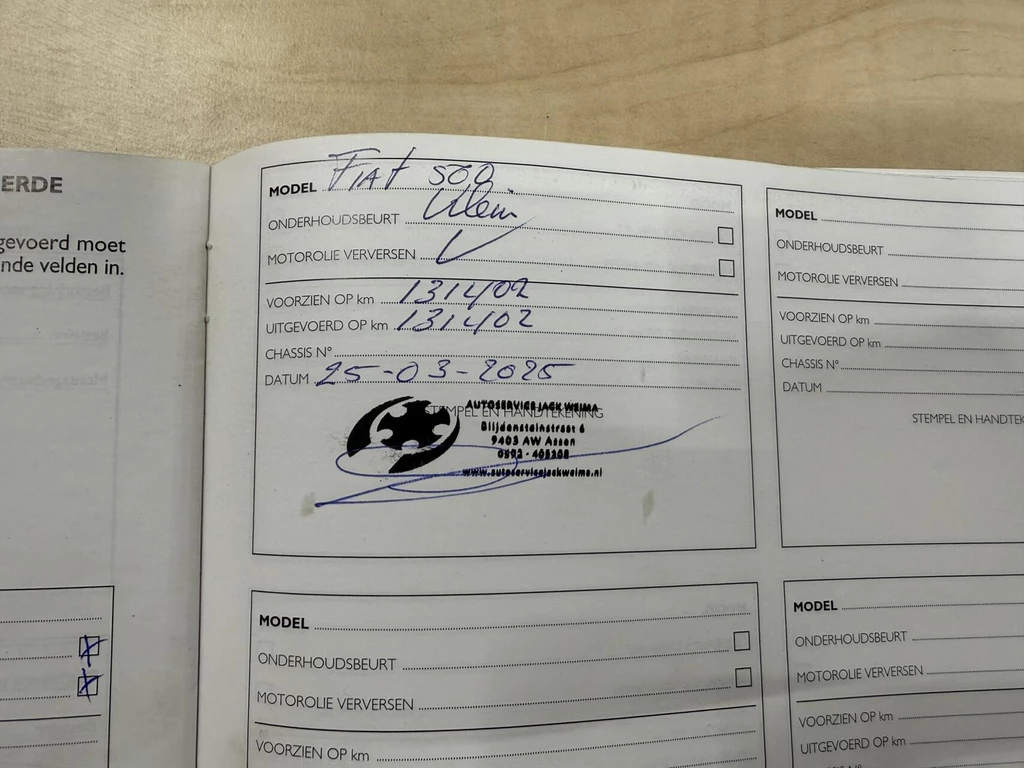 ERDE
gevoerd moet
nde velden in.
MODEL Fiat 500
ONDERHOUDSBEURT Klein
MOTOROLIE VERVERSEN V
VOORZIEN OP km 131402
UITGEVOERD OP km 131402
CHASSIS N°
DATUM 25-03-2025
STEMPEL EN HANDTEKENING
AUTOSERVICE JACK WEIMA
Blijdensteinstraat 6
9403 AW Assen
0592 - 405208
www.autoservicejackweima.nl
MODEL
ONDERHOUDSBEURT
MOTOROLIE VERVERSEN
VOORZIEN OP km
UITGEVOERD OP km
CHASSIS N°
DATUM
STEMPEL EN HANDTEK
MODEL
ONDERHOUDSBEURT
MOTOROLIE VERVERSEN
VOORZIEN OP km
MODEL
ONDERHOUDSBEURT
MOTOROLIE VERVERSEN
VOORZIEN OP km
UITGEVOERD OP km